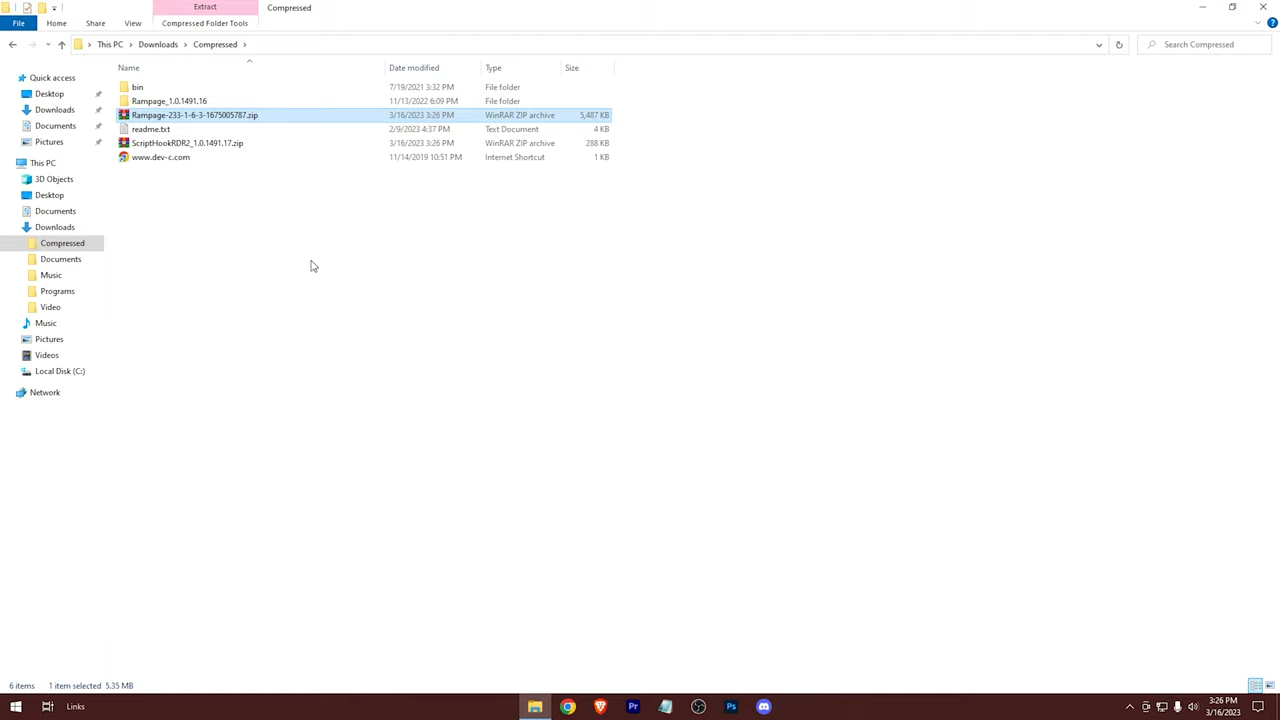 Extract
Compressed
File
Home
Share
View
Compressed Folder Tools
This PC
Downloads
Compressed
Search Compressed
Name
Date modified
Type
Size
bin
7/19/2021 3:32 PM
File folder
Rampage_1.0.1491.16
11/13/2022 6:09 PM
File folder
Rampage-233-1-6-3-1675005787.zip
3/16/2023 3:26 PM
WinRAR ZIP archive
5,487 KB
readme.txt
2/9/2023 4:37 PM
Text Document
4 KB
ScriptHookRDR2_1.0.1491.17.zip
3/16/2023 3:26 PM
WinRAR ZIP archive
288 KB
www.dev-c.com
11/14/2019 10:51 PM
Internet Shortcut
1 KB
Quick access
Desktop
Downloads
Documents
Pictures
This PC
3D Objects
Desktop
Documents
Downloads
Compressed
Documents
Music
Programs
Video
Music
Pictures
Videos
Local Disk (C:)
Network
6 items
1 item selected 5.35 MB
Links
Pr
Ps
3:26 PM
3/16/2023